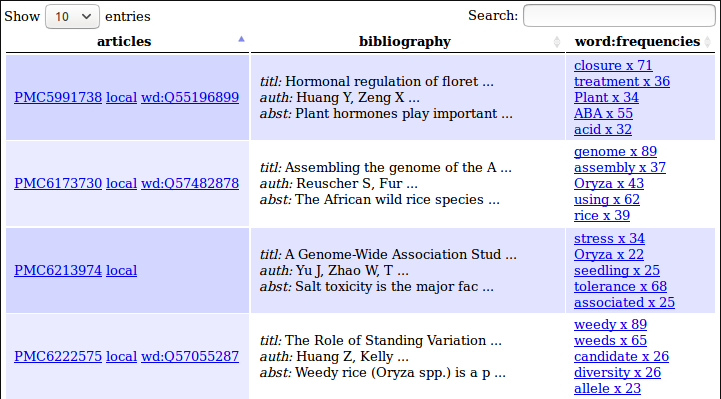 Show 10 entries Search:
articles bibliography word:frequencies
PMC5991738 local wd:Q55196899
titl: Hormonal regulation of floret ...
auth: Huang Y, Zeng X ...
abst: Plant hormones play important ...
closure x 71
treatment x 36
Plant x 34
ABA x 55
acid x 32
PMC6173730 local wd:Q57482878
titl: Assembling the genome of the A ...
auth: Reuscher S, Fur ...
abst: The African wild rice species ...
genome x 89
assembly x 37
Oryza x 43
using x 62
rice x 39
PMC6213974 local
titl: A Genome-Wide Association Stud ...
auth: Yu J, Zhao W, T ...
abst: Salt toxicity is the major fac ...
stress x 34
Oryza x 22
seedling x 25
tolerance x 68
associated x 25
PMC6222575 local wd:Q57055287
titl: The Role of Standing Variation ...
auth: Huang Z, Kelly ...
abst: Weedy rice (Oryza spp.) is a p ...
weedy x 89
weeds x 65
candidate x 26
diversity x 26
allele x 23